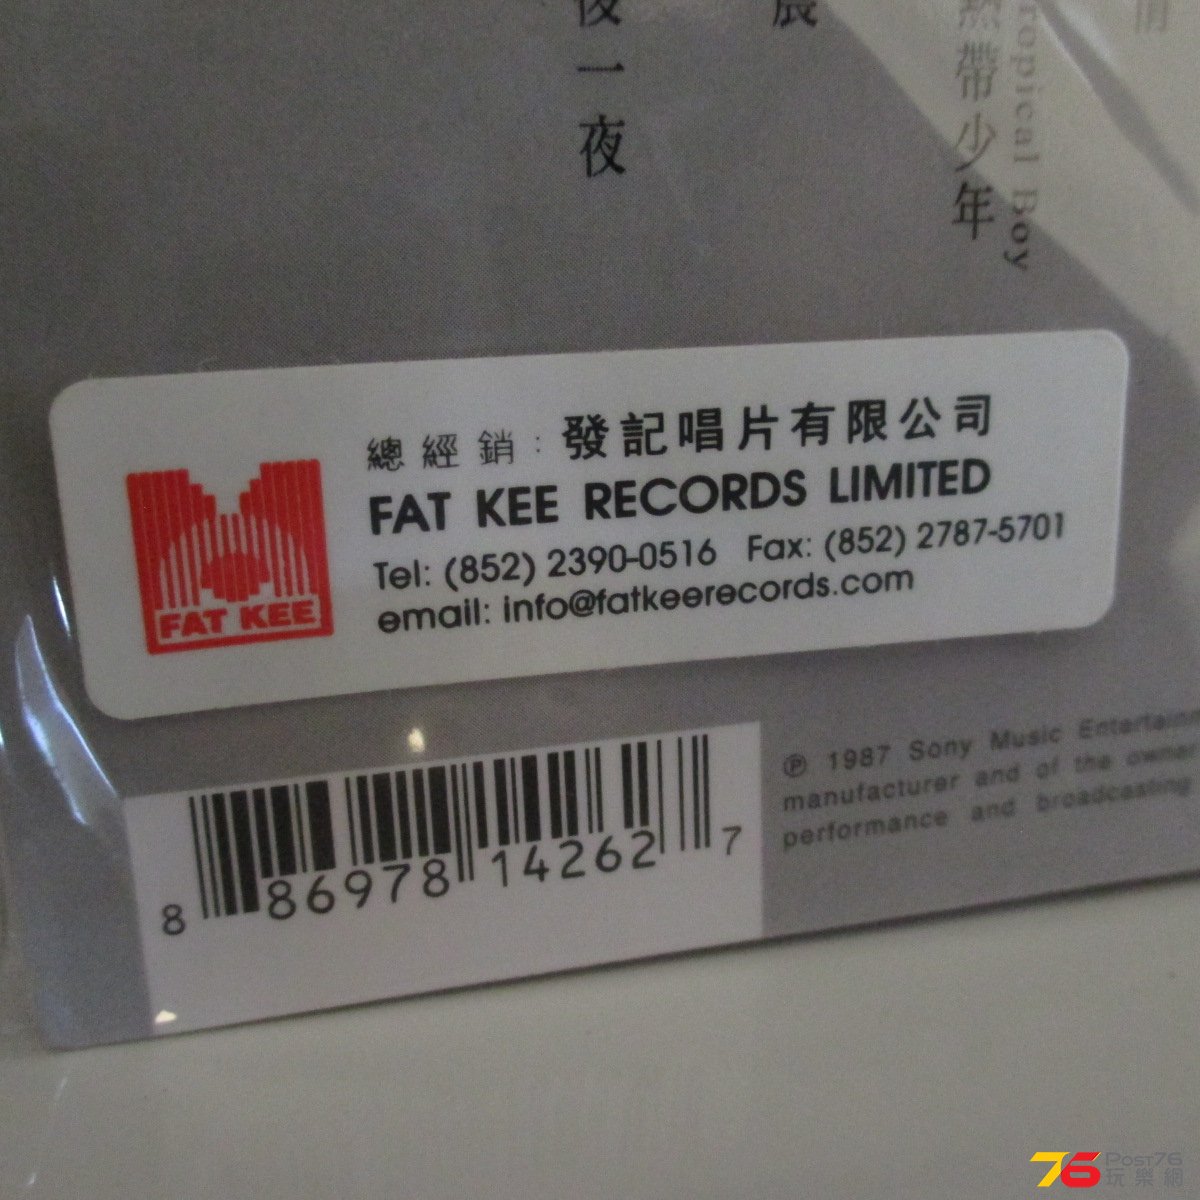 夜一夜
熱帶少年
topical Boy
總經銷：發記唱片有限公司
FAT KEE RECORDS LIMITED
Tel: (852) 2390-0516 Fax: (852) 2787-5701
email: info@fatkeerecords.com
FAT KEE
8 86978 14262 7
Ⓟ 1987 Sony Music
manufacturer and of the
performance and broadcasting
76 Post76
玩樂網